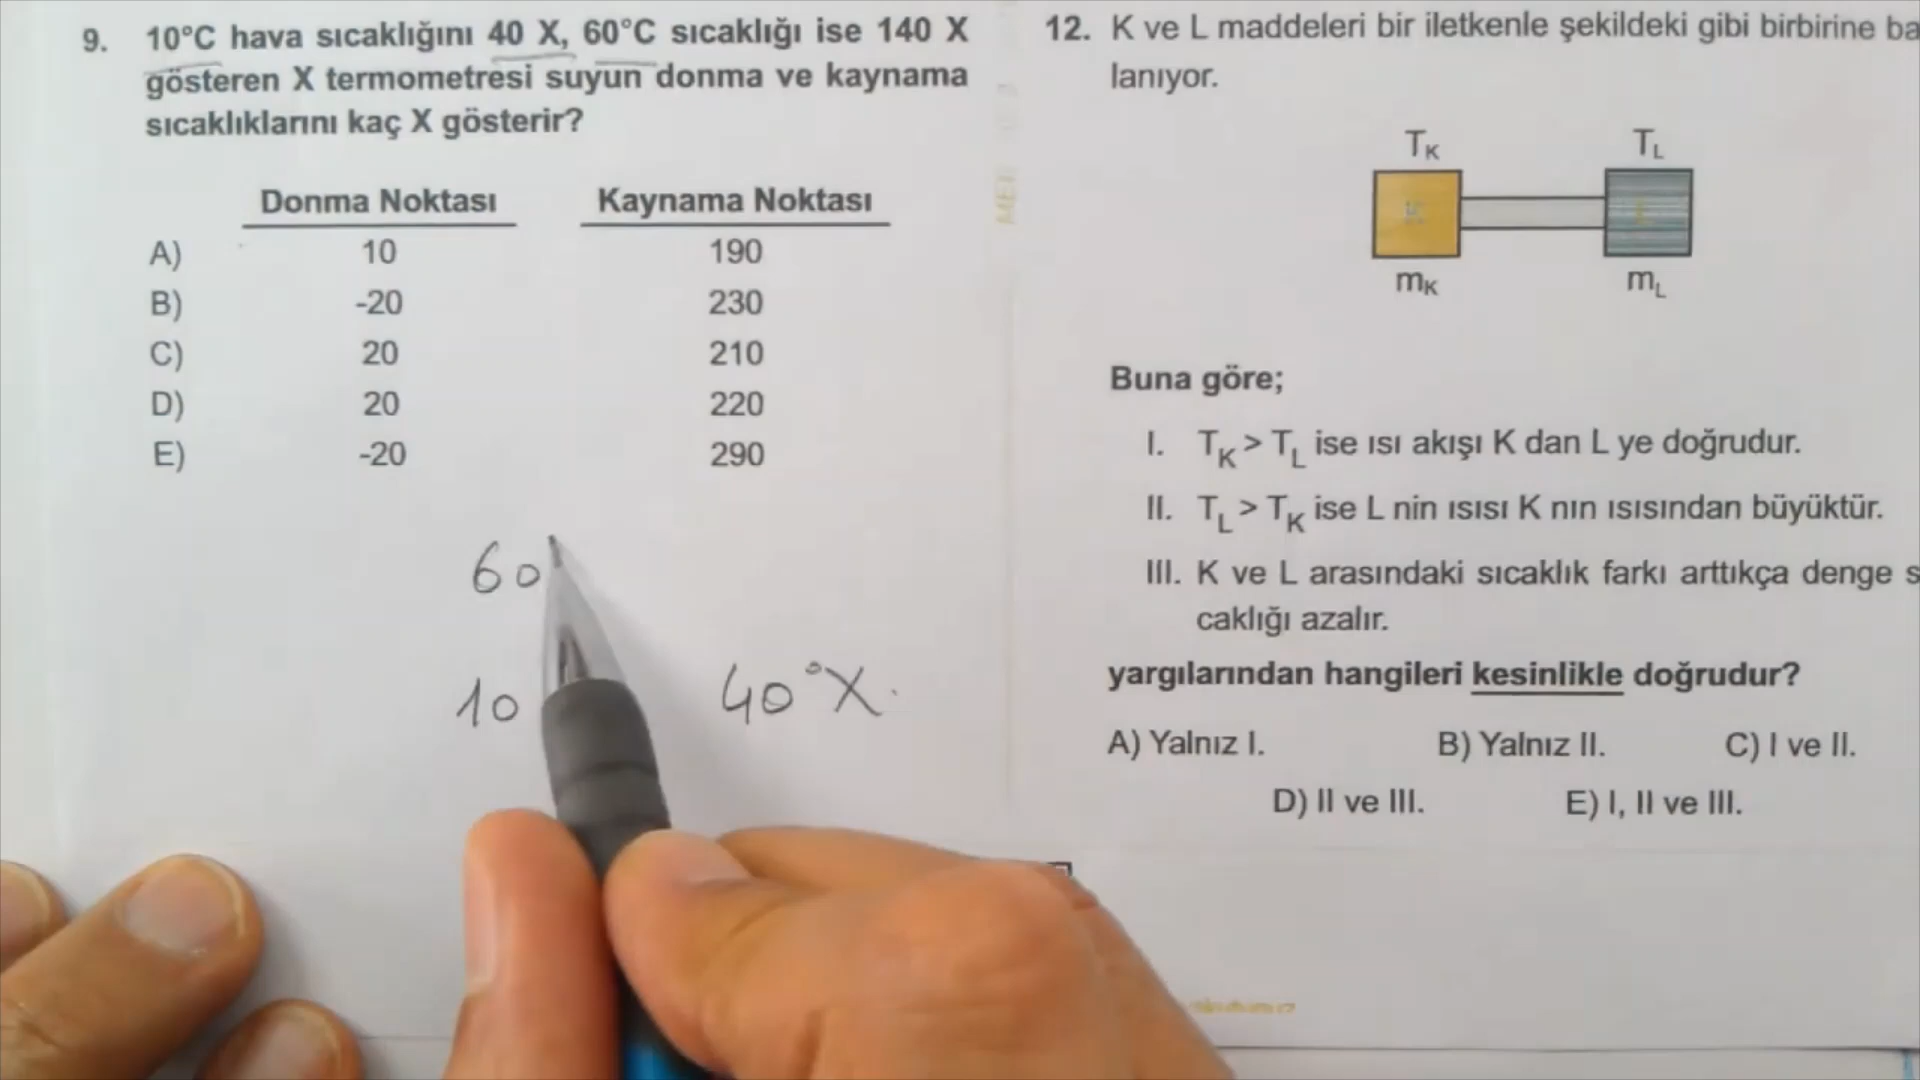 9. 10°C hava sıcaklığını 40 X, 60°C sıcaklığı ise 140 X
gösteren X termometresi suyun donma ve kaynama
sıcaklıklarını kaç X gösterir?
Donma Noktası Kaynama Noktası
A) 10 190
B) -20 230
C) 20 210
D) 20 220
E) -20 290
60
10 40°X.
12. K ve L maddeleri bir iletkenle şekildeki gibi birbirine ba
lanıyor.
TK TL
K
mK mL
Buna göre;
I. TK > TL ise ısı akışı K dan L ye doğrudur.
II. TL > TK ise L nin ısısı K nın ısısından büyüktür.
III. K ve L arasındaki sıcaklık farkı arttıkça denge s
caklığı azalır.
yargılarından hangileri kesinlikle doğrudur?
A) Yalnız I. B) Yalnız II. C) I ve II.
D) II ve III. E) I, II ve III.